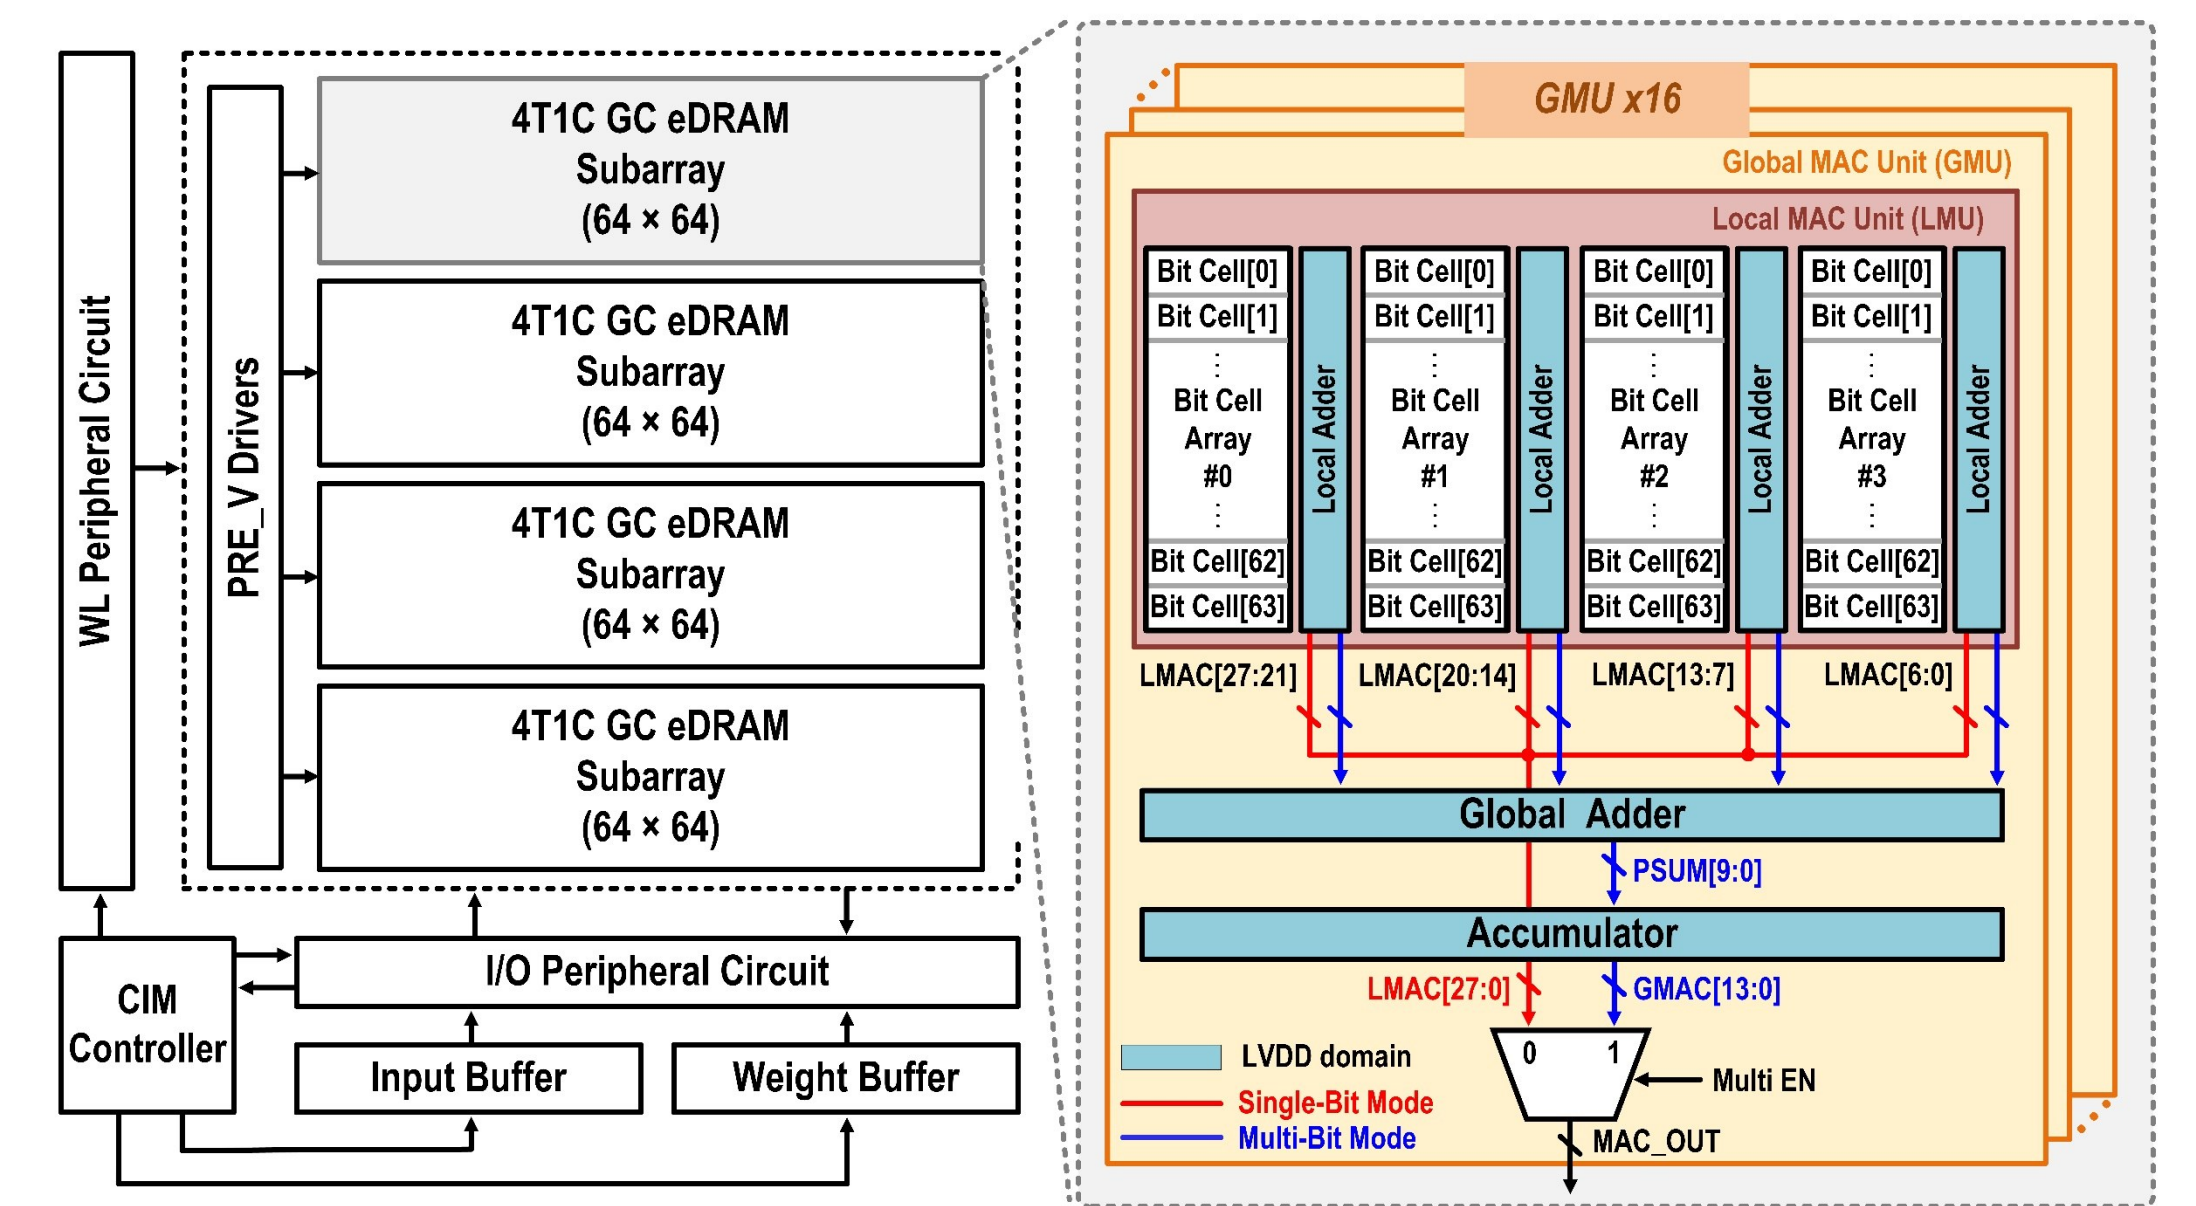 WL Peripheral Circuit
PRE_V Drivers
4T1C GC eDRAM
Subarray
(64 × 64)
4T1C GC eDRAM
Subarray
(64 × 64)
4T1C GC eDRAM
Subarray
(64 × 64)
4T1C GC eDRAM
Subarray
(64 × 64)
CIM
Controller
I/O Peripheral Circuit
Input Buffer
Weight Buffer
GMU x16
Global MAC Unit (GMU)
Local MAC Unit (LMU)
Bit Cell[0]
Bit Cell[1]
⋮
Bit Cell
Array
#0
⋮
Bit Cell[62]
Bit Cell[63]
Local Adder
Bit Cell[0]
Bit Cell[1]
⋮
Bit Cell
Array
#1
⋮
Bit Cell[62]
Bit Cell[63]
Local Adder
Bit Cell[0]
Bit Cell[1]
⋮
Bit Cell
Array
#2
⋮
Bit Cell[62]
Bit Cell[63]
Local Adder
Bit Cell[0]
Bit Cell[1]
⋮
Bit Cell
Array
#3
⋮
Bit Cell[62]
Bit Cell[63]
Local Adder
LMAC[27:21]
LMAC[20:14]
LMAC[13:7]
LMAC[6:0]
Global Adder
PSUM[9:0]
Accumulator
LMAC[27:0]
GMAC[13:0]
0 1
Multi EN
MAC_OUT
LVDD domain
Single-Bit Mode
Multi-Bit Mode